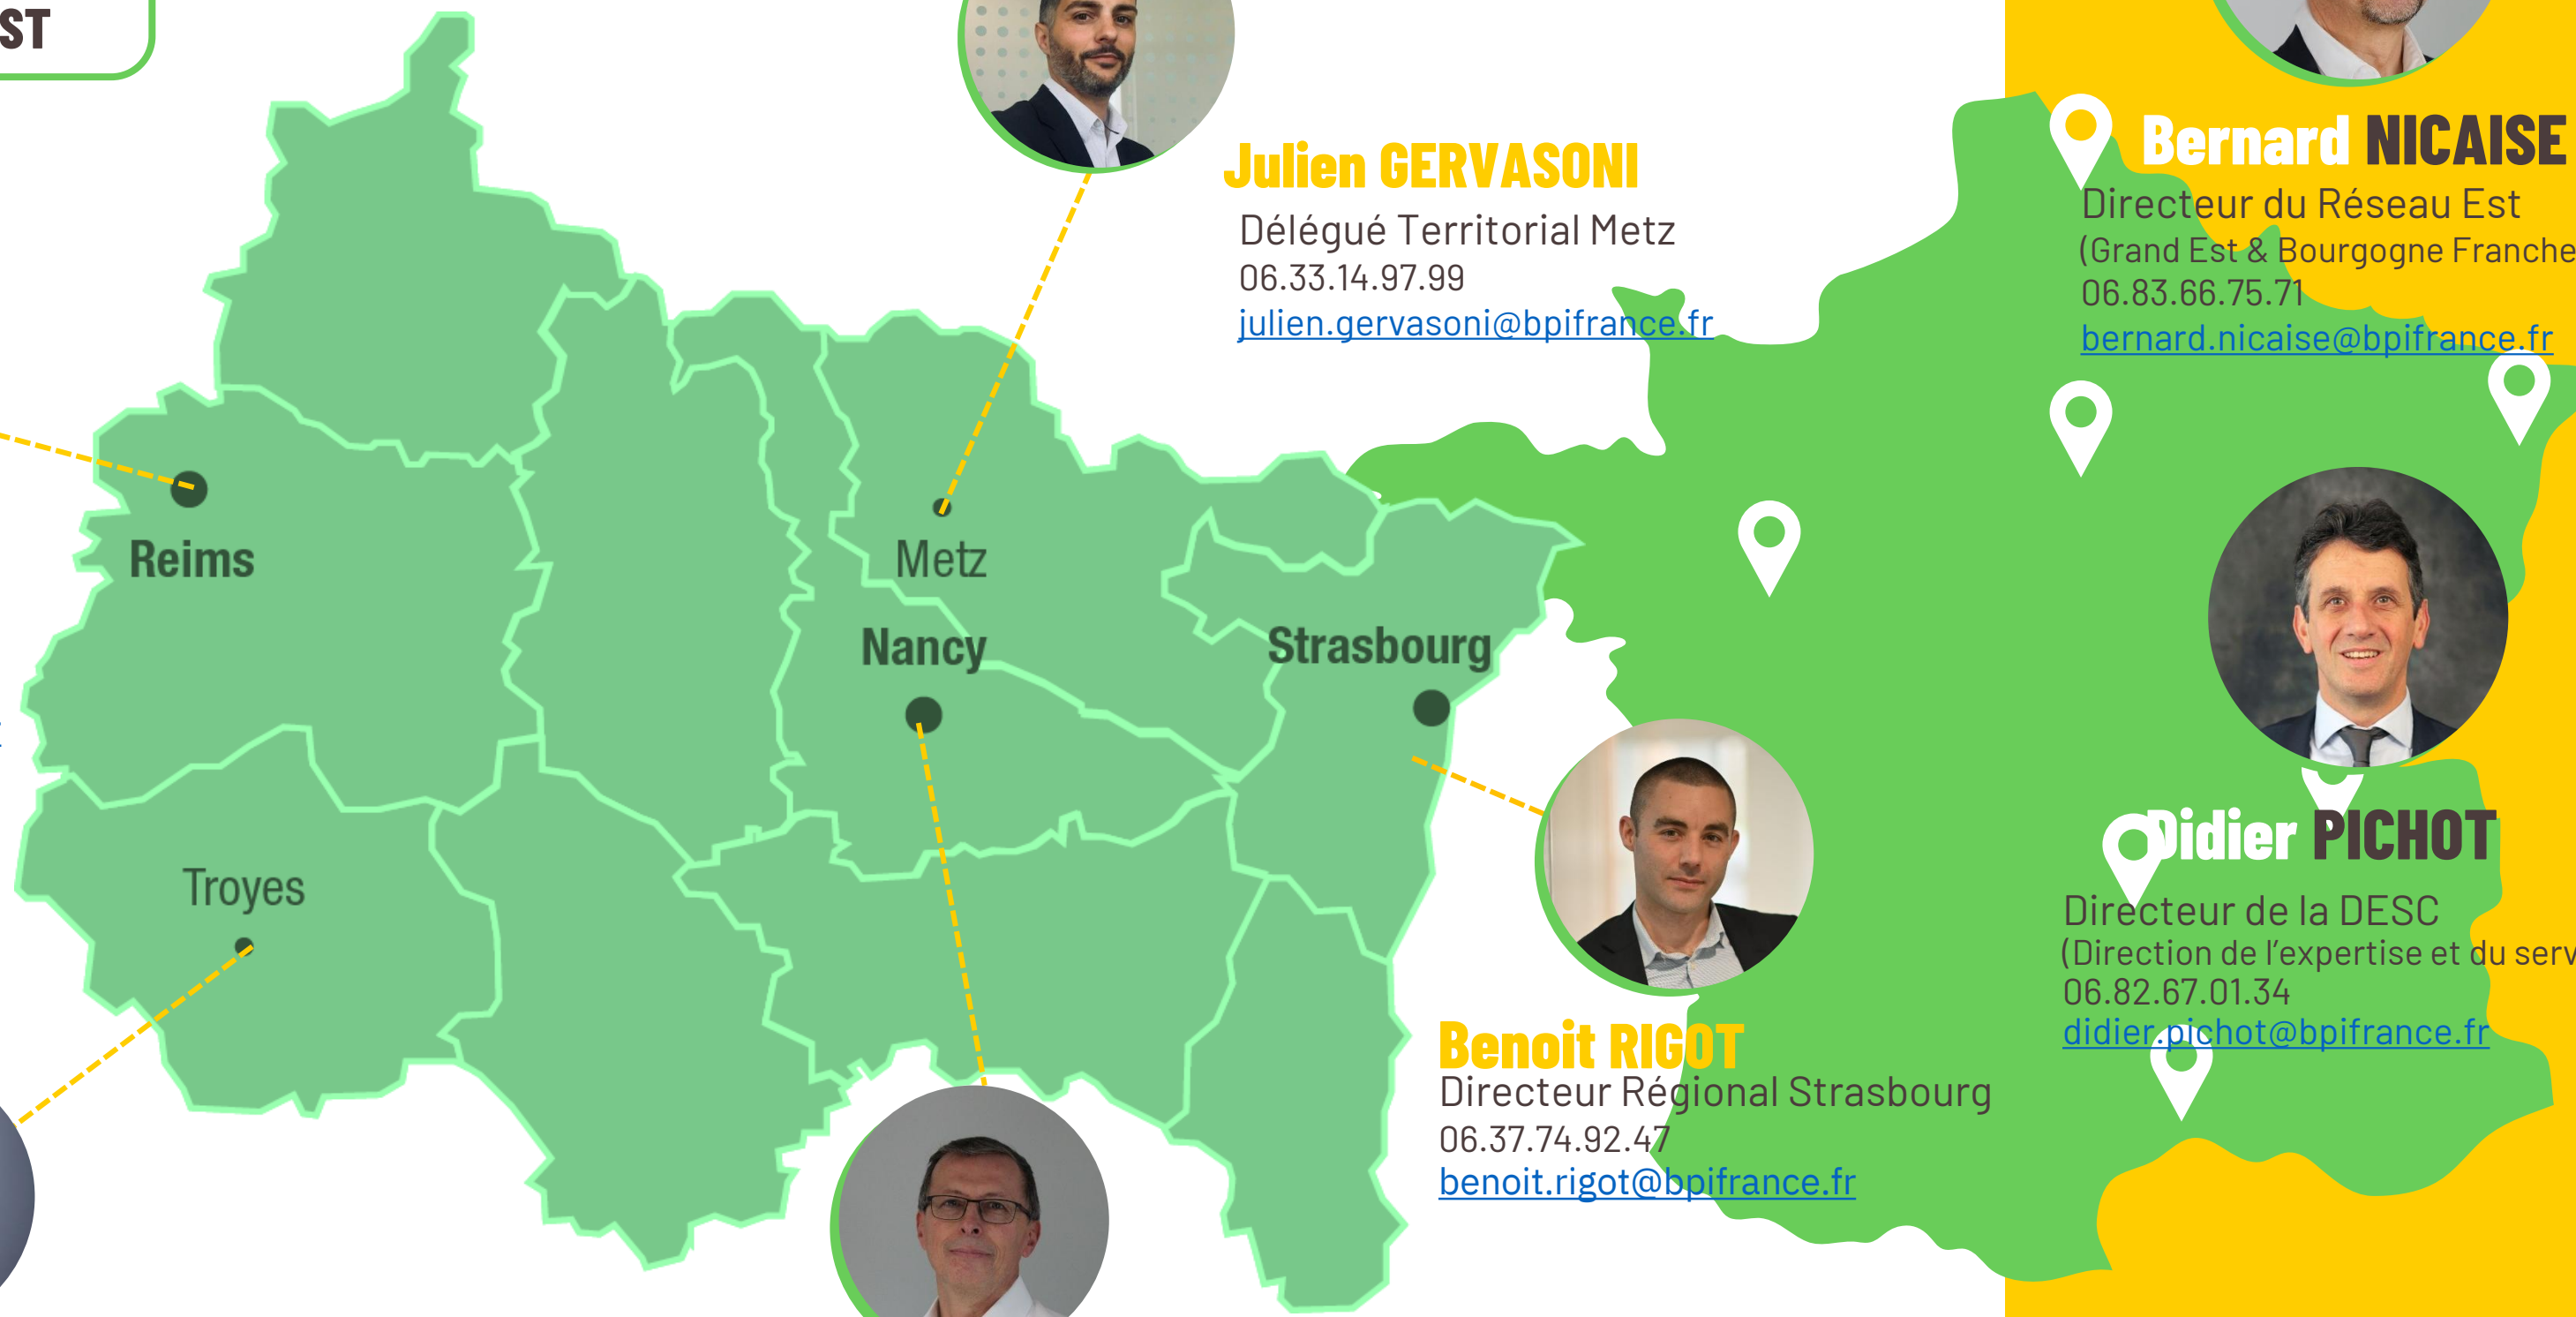 ST
Julien GERVASONI
Délégué Territorial Metz
06.33.14.97.99
julien.gervasoni@bpifrance.fr
Bernard NICAISE
Directeur du Réseau Est
(Grand Est & Bourgogne Franche
06.83.66.75.71
bernard.nicaise@bpifrance.fr
Reims
Metz
Nancy
Strasbourg
Troyes
Didier PICHOT
Directeur de la DESC
(Direction de l'expertise et du serv
06.82.67.01.34
didier.pichot@bpifrance.fr
Benoit RIGOT
Directeur Régional Strasbourg
06.37.74.92.47
benoit.rigot@bpifrance.fr